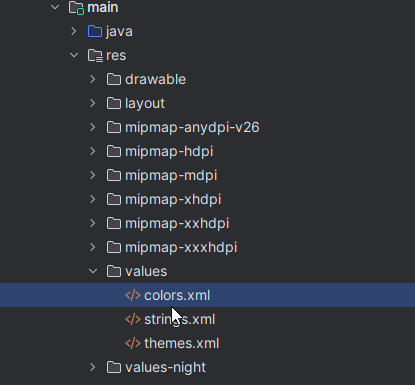 main
java
res
drawable
layout
mipmap-anydpi-v26
mipmap-hdpi
mipmap-mdpi
mipmap-xhdpi
mipmap-xxhdpi
mipmap-xxxhdpi
values
colors.xml
strings.xml
themes.xml
values-night